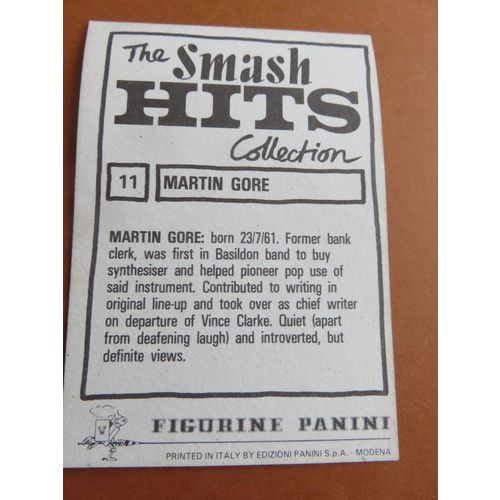 The Smash
HITS
Collection
11 MARTIN GORE
MARTIN GORE: born 23/7/61. Former bank
clerk, was first in Basildon band to buy
synthesiser and helped pioneer pop use of
said instrument. Contributed to writing in
original line-up and took over as chief writer
on departure of Vince Clarke. Quiet (apart
from deafening laugh) and introverted, but
definite views.
FIGURINE PANINI
PRINTED IN ITALY BY EDIZIONI PANINI S.p.A. - MODENA